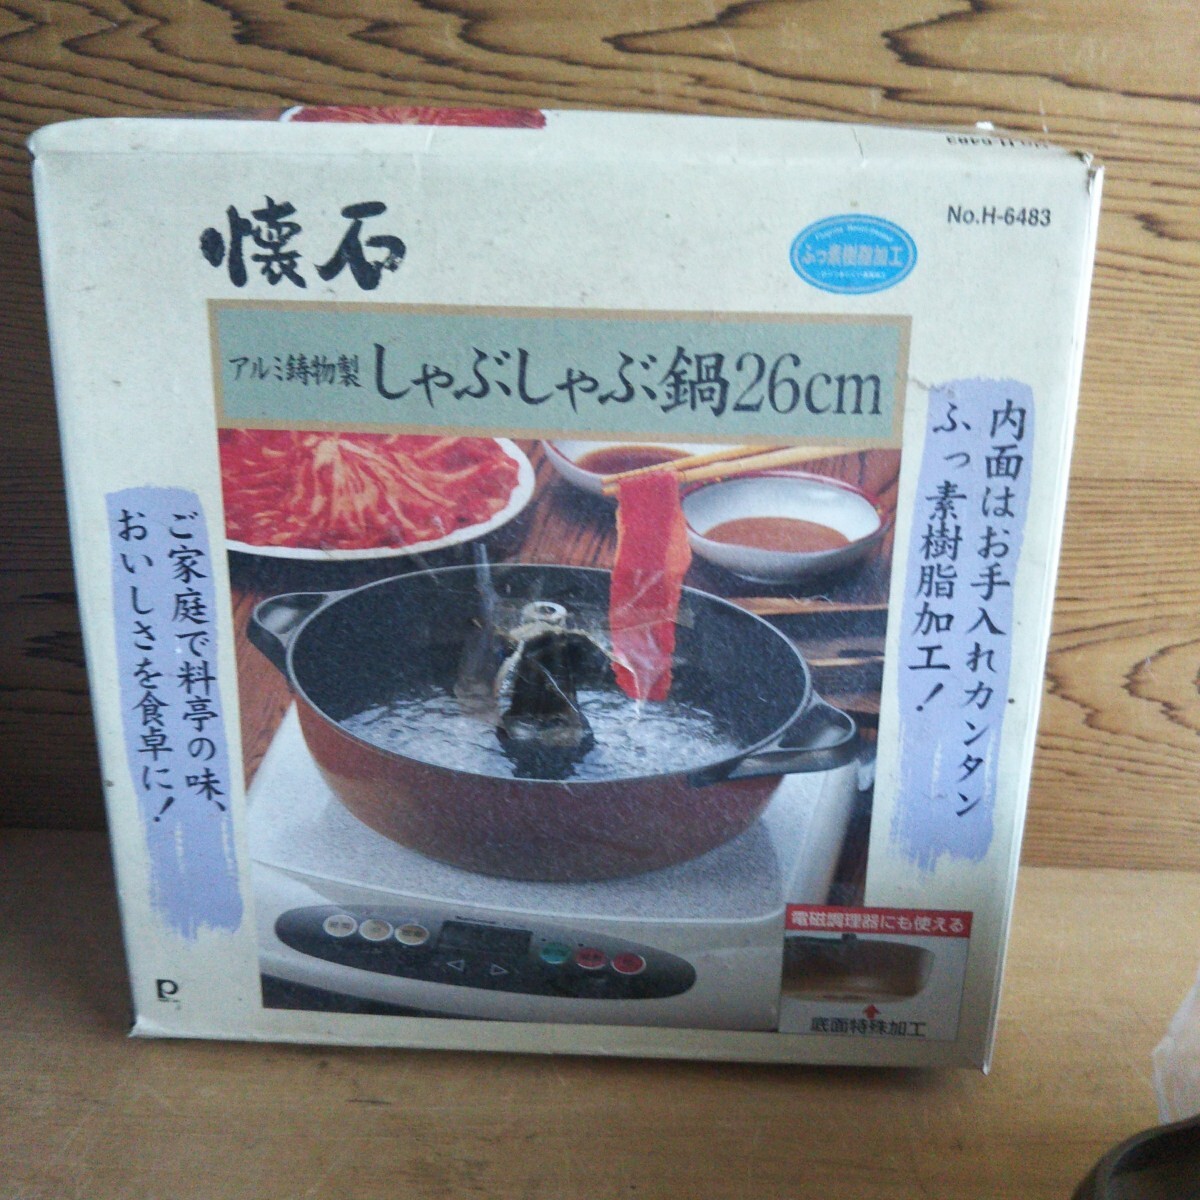 懐石
No.H-6483
ふっ素樹脂加工
アルミ鋳物製 しゃぶしゃぶ鍋26cm
内面はお手入れカンタン
ふっ素樹脂加工!
ご家庭で料亭の味、
おいしさを食卓に!
電磁調理器にも使える
底面特殊加工
P